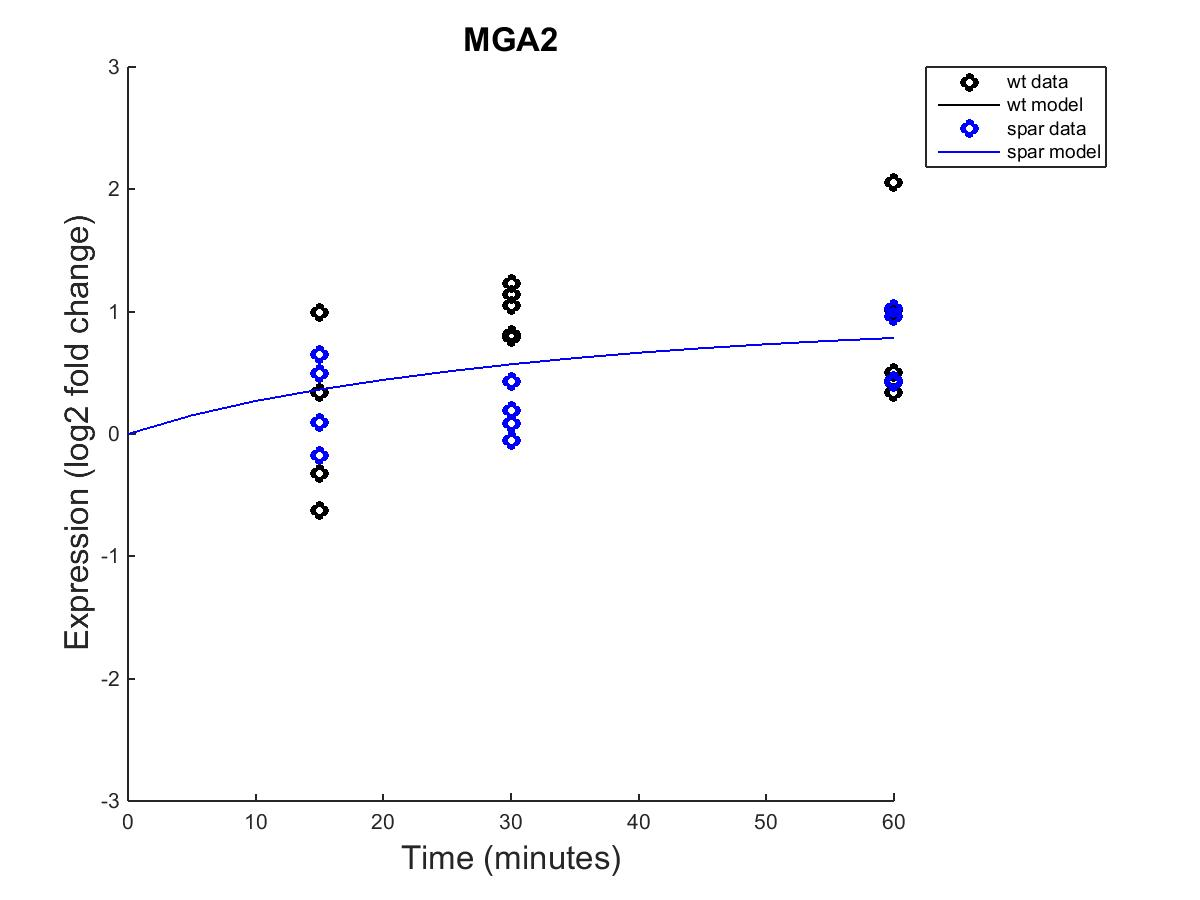 MGA2
wt data
wt model
spar data
spar model
Expression (log2 fold change)
3
2
1
0
-1
-2
-3
0 10 20 30 40 50 60
Time (minutes)